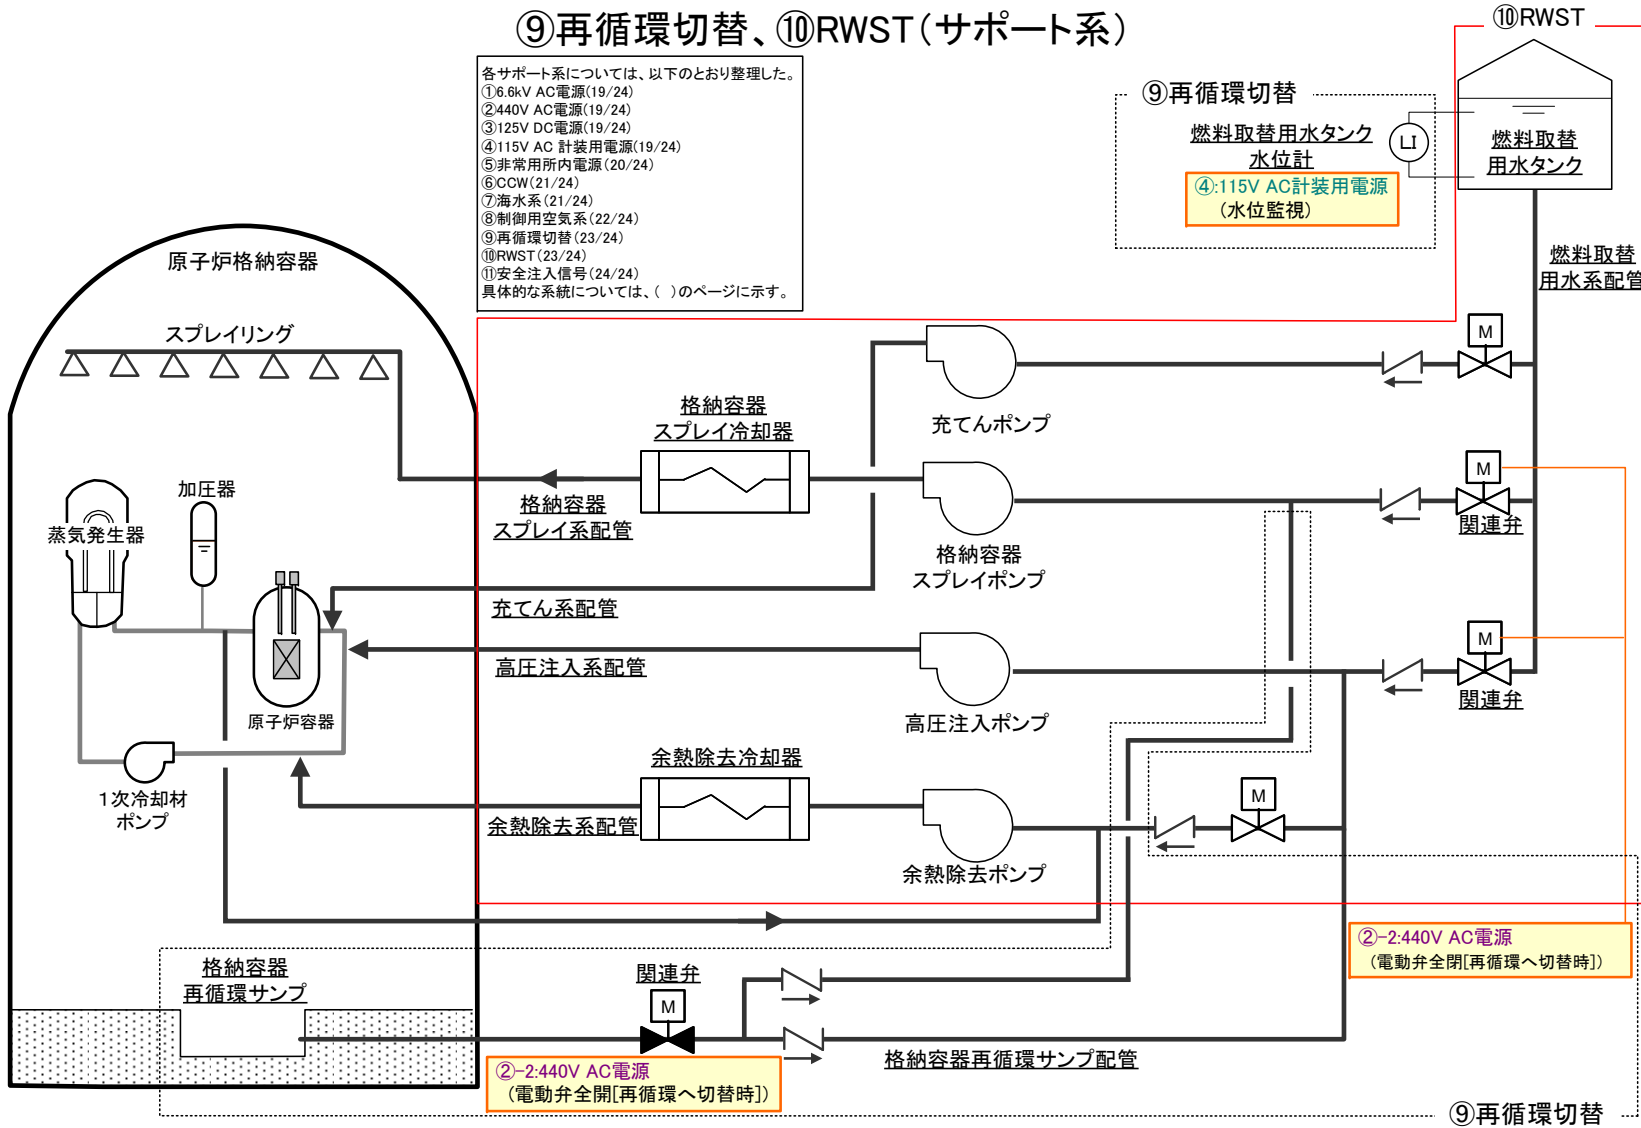 ⑨再循環切替、⑩RWST(サポート系)
⑩RWST
各サポート系については、以下のとおり整理した。
①6.6kV AC電源(19/24)
②440V AC電源(19/24)
③125V DC電源(19/24)
④115V AC 計装用電源(19/24)
⑤非常用所内電源(20/24)
⑥CCW(21/24)
⑦海水系(21/24)
⑧制御用空気系(22/24)
⑨再循環切替(23/24)
⑩RWST(23/24)
⑪安全注入信号(24/24)
具体的な系統については、( )のページに示す。
⑨再循環切替
燃料取替用水タンク
水位計
④:115V AC計装用電源
(水位監視)
LI
燃料取替
用水タンク
燃料取替
用水系配管
原子炉格納容器
スプレイリング
M
充てんポンプ
格納容器
スプレイ冷却器
格納容器
スプレイ系配管
格納容器
スプレイポンプ
M
関連弁
加圧器
蒸気発生器
原子炉容器
1次冷却材
ポンプ
充てん系配管
高圧注入系配管
高圧注入ポンプ
M
関連弁
余熱除去冷却器
余熱除去系配管
余熱除去ポンプ
M
②-2:440V AC電源
(電動弁全閉[再循環へ切替時])
格納容器
再循環サンプ
関連弁
M
②-2:440V AC電源
(電動弁全開[再循環へ切替時])
格納容器再循環サンプ配管
⑨再循環切替